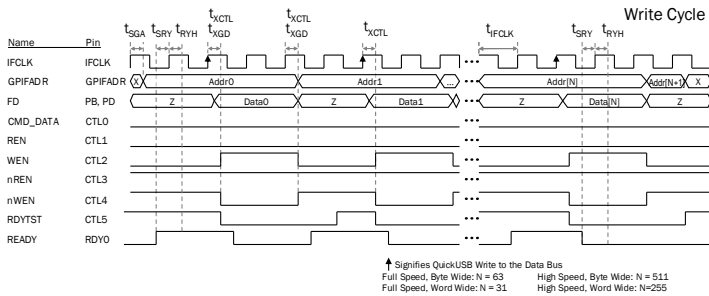 Write Cycle
tXCTL tXCTL
tSGA tSRY tRYH tXGD tXGD tXCTL tIFCLK tSRY tRYH
Name Pin
IFCLK IFCLK
GPIFADR GPIFADR X Addr0 Addr1 ... Addr[N] Addr[N+1] X
FD PB, PD Z Data0 Z Data1 Z Data[N] Z
CMD_DATA CTL0
REN CTL1
WEN CTL2
nREN CTL3
nWEN CTL4
RDYTST CTL5
READY RDY0
Signifies QuickUSB Write to the Data Bus
Full Speed, Byte Wide: N = 63 High Speed, Byte Wide: N = 511
Full Speed, Word Wide: N = 31 High Speed, Word Wide: N=255